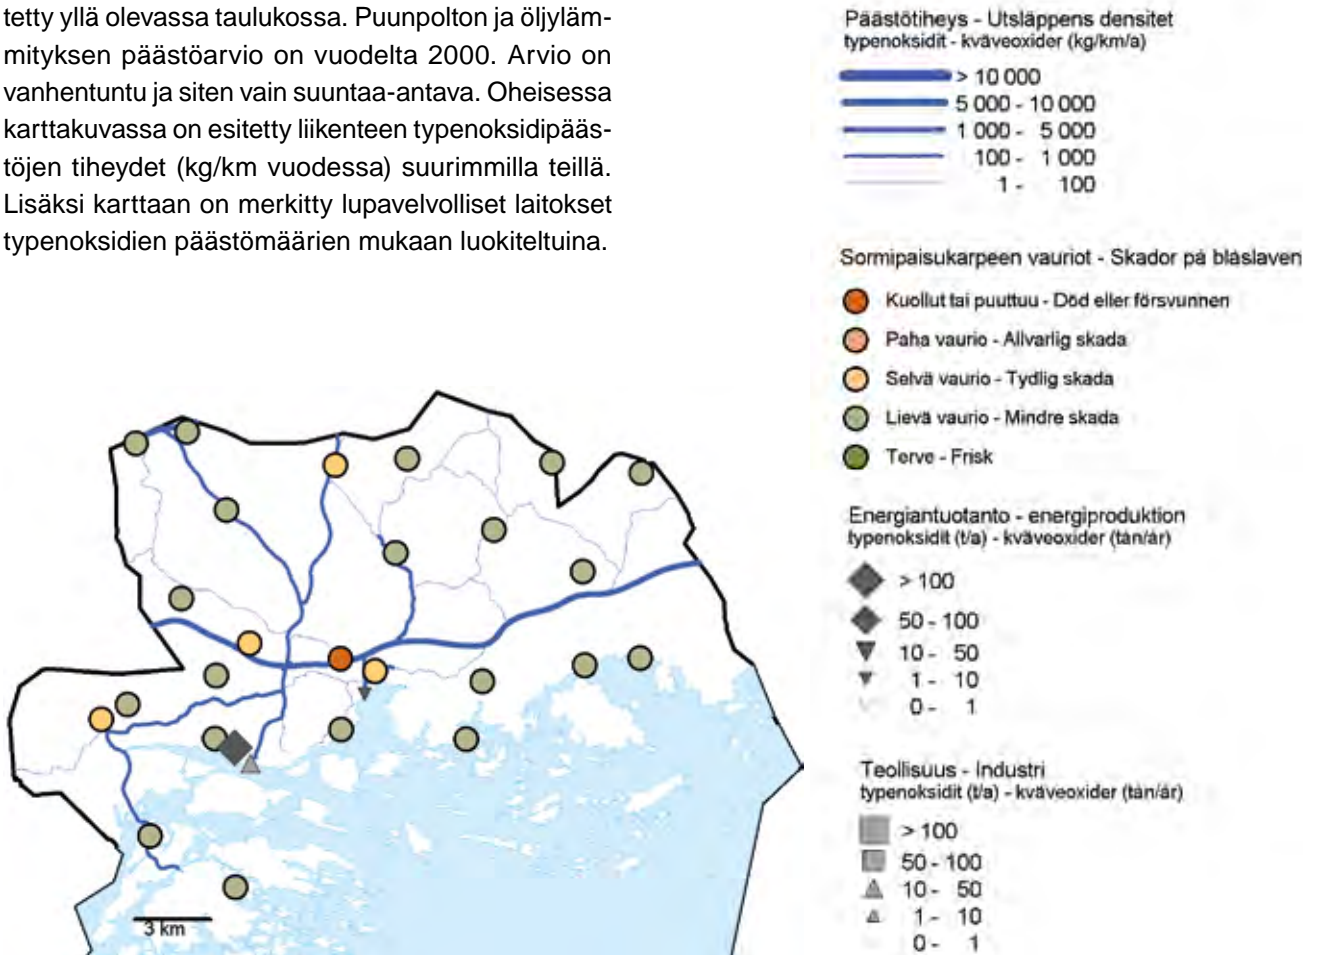 tetty yllä olevassa taulukossa. Puunpolton ja öljyläm-
mityksen päästöarvio on vuodelta 2000. Arvio on
vanhentuntu ja siten vain suuntaa-antava. Oheisessa
karttakuvassa on esitetty liikenteen typenoksidipääs-
töjen tiheydet (kg/km vuodessa) suurimmilla teillä.
Lisäksi karttaan on merkitty lupavelvolliset laitokset
typenoksidien päästömäärien mukaan luokiteltuina.
3 km
Päästötiheys - Utsläppens densitet
typenoksidit - kväveoxider (kg/km/a)
> 10 000
5 000 - 10 000
1 000 - 5 000
100 - 1 000
1 - 100
Sormipaisukarpeen vauriot - Skador på blåslaven
Kuollut tai puuttuu - Död eller försvunnen
Paha vaurio - Allvarlig skada
Selvä vaurio - Tydlig skada
Lievä vaurio - Mindre skada
Terve - Frisk
Energiantuotanto - energiproduktion
typenoksidit (t/a) - kväveoxider (tän/år)
> 100
50 - 100
10 - 50
1 - 10
0 - 1
Teollisuus - Industri
typenoksidit (t/a) - kväveoxider (tän/år)
> 100
50 - 100
10 - 50
1 - 10
0 - 1